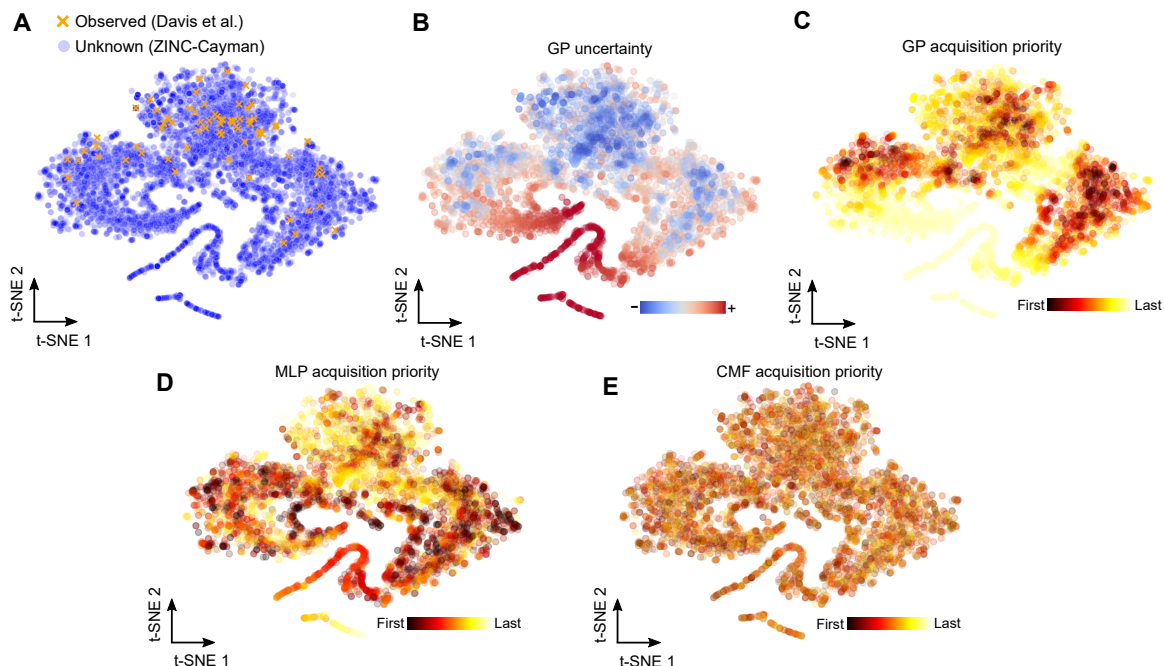 A
Observed (Davis et al.)
Unknown (ZINC-Cayman)
t-SNE 2
t-SNE 1
B
GP uncertainty
t-SNE 2
t-SNE 1
− +
C
GP acquisition priority
t-SNE 2
t-SNE 1
First Last
D
MLP acquisition priority
t-SNE 2
t-SNE 1
First Last
E
CMF acquisition priority
t-SNE 2
t-SNE 1
First Last